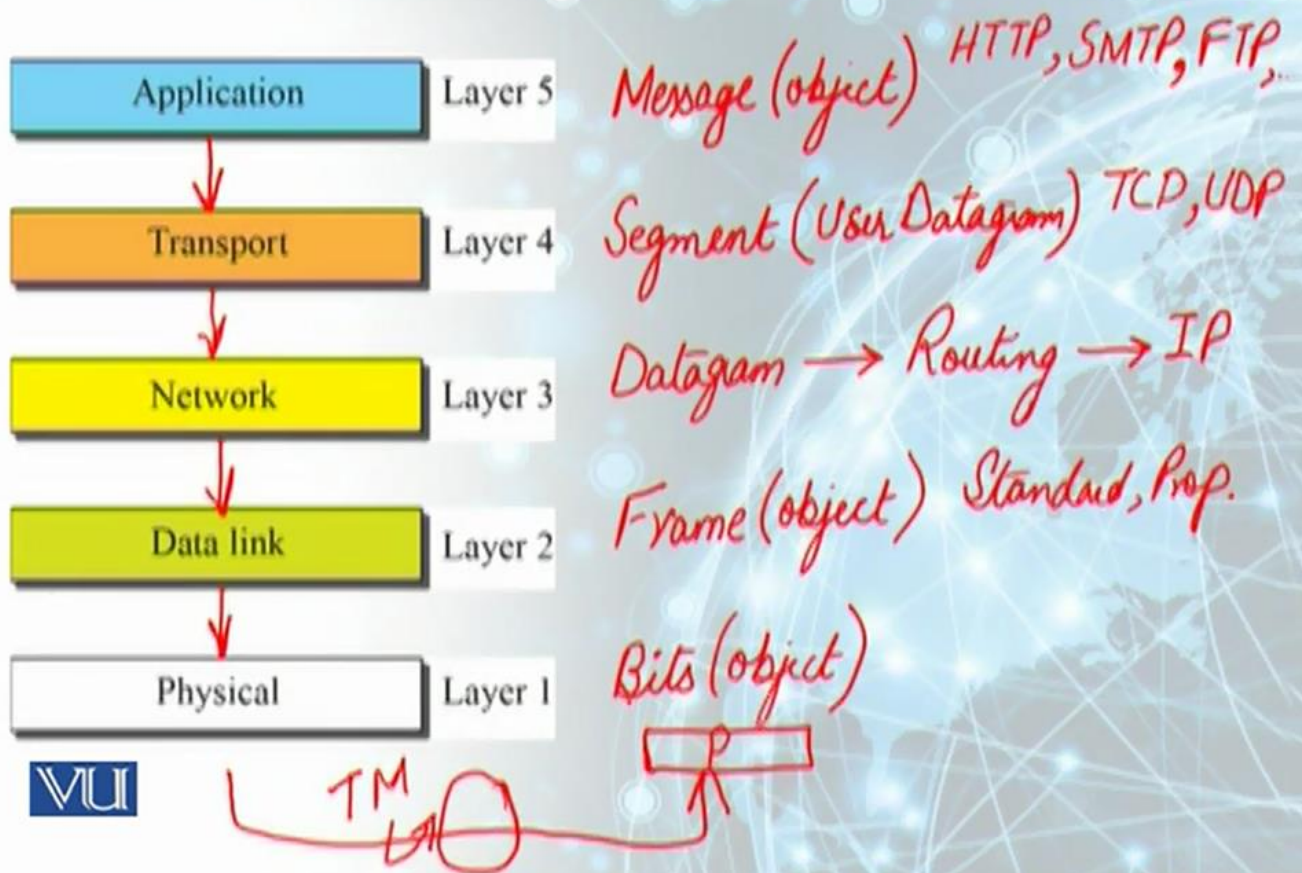 Application Layer 5 Message (object) HTTP, SMTP, FTP, ..
Transport Layer 4 Segment (User Datagram) TCP, UDP
Network Layer 3 Datagram → Routing → IP
Data link Layer 2 Frame (object) Standard, Prop.
Physical Layer 1 Bits (object)
P
VU TM